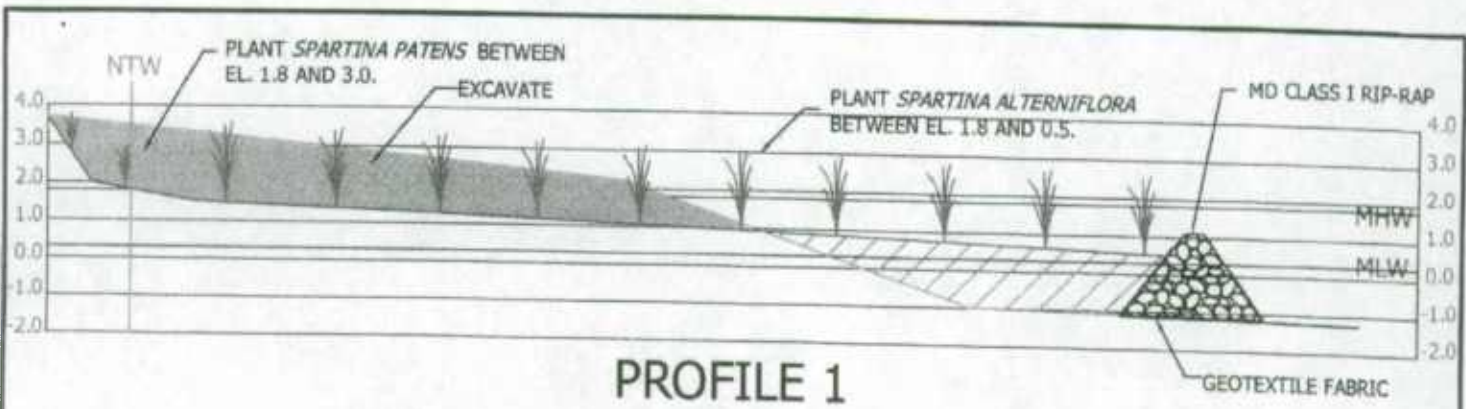 NTW
PLANT SPARTINA PATENS BETWEEN
EL. 1.8 AND 3.0.
EXCAVATE
PLANT SPARTINA ALTERNIFLORA
BETWEEN EL. 1.8 AND 0.5.
MD CLASS I RIP-RAP
4.0
3.0
2.0
1.0
0.0
-1.0
-2.0
4.0
3.0
2.0
MHW
1.0
MLW
0.0
-1.0
-2.0
PROFILE 1
GEOTEXTILE FABRIC